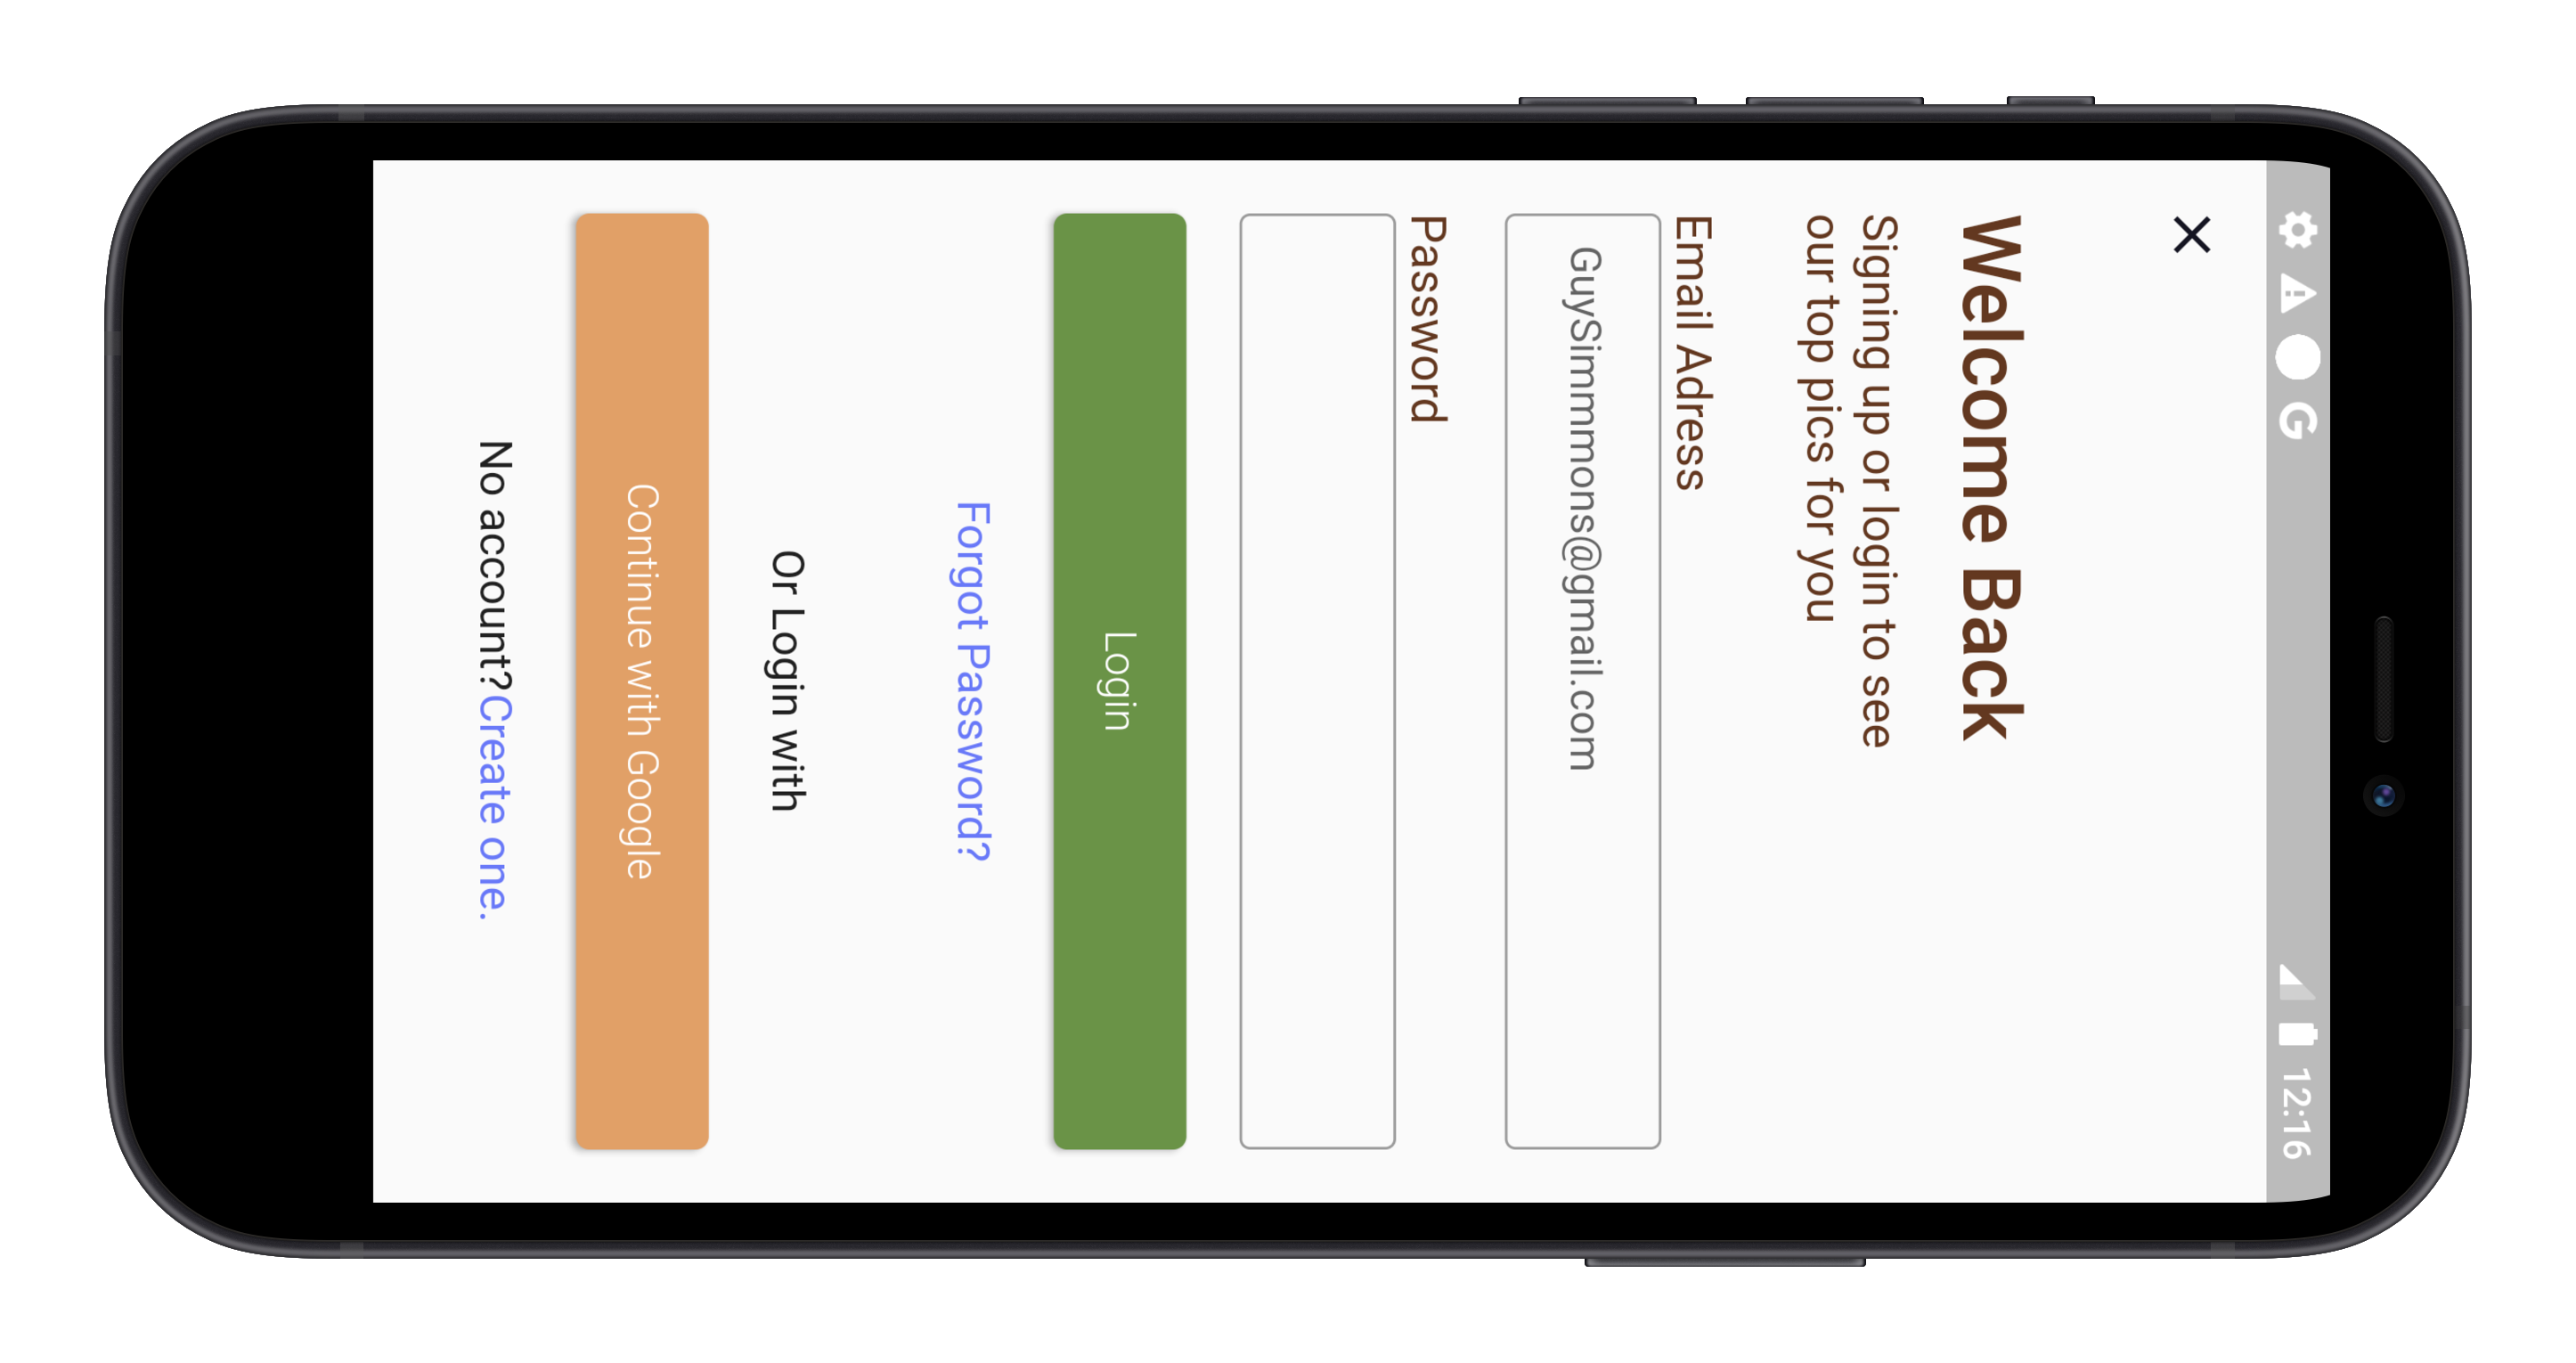 12:16
Welcome Back
Signing up or login to see
our top pics for you
Email Adress
GuySimmmons@gmail.com
Password
Login
Forgot Password?
Or Login with
Continue with Google
No account?Create one.